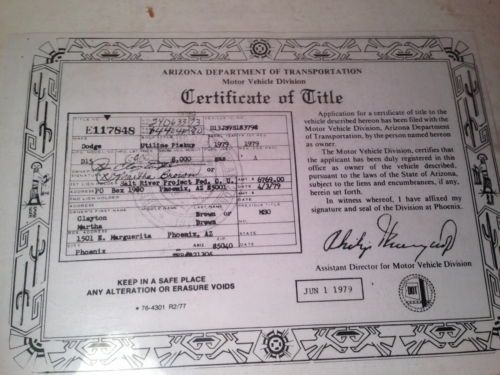 ARIZONA DEPARTMENT OF TRANSPORTATION
Motor Vehicle Division
Certificate of Title
E117848
Dodge Utiline Pickup 1979 1979
8,000 gas A
Salt River Project Fed. C. U. 6769.00
PO Box 1980 Phoenix, AZ 85001 4/3/79
Clayton Brown or MSO
Martha Brown
1501 E. Marguerita Phoenix, AZ
Phoenix ARIZ 85040
Application for a certificate of title to the
vehicle described hereon has been filed with the
Motor Vehicle Division, Arizona Department
of Transportation, by the person named hereon
as owner.
The Motor Vehicle Division, certifies that
the applicant has been duly registered in this
office as owner of the vehicle described,
pursuant to the laws of the State of Arizona,
subject to the liens and encumbrances, if any,
herein set forth.
In witness whereof, I have affixed my
signature and seal of the Division at Phoenix.
Assistant Director for Motor Vehicle Division
KEEP IN A SAFE PLACE
ANY ALTERATION OR ERASURE VOIDS
* 76-4301 R2/77
JUN 1 1979